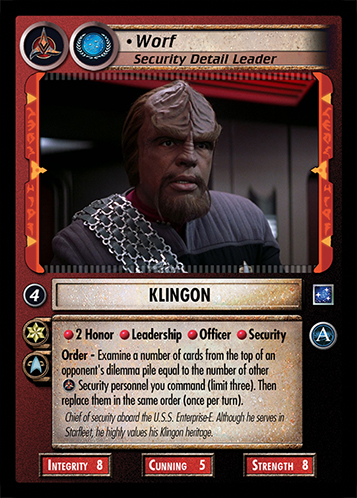 • Worf
Security Detail Leader
4
KLINGON
2 Honor Leadership Officer Security
A
Order - Examine a number of cards from the top of an
opponent's dilemma pile equal to the number of other
Security personnel you command (limit three). Then
replace them in the same order (once per turn).
Chief of security aboard the U.S.S. Enterprise-E. Although he serves in
Starfleet, he highly values his Klingon heritage.
INTEGRITY 8 CUNNING 5 STRENGTH 8